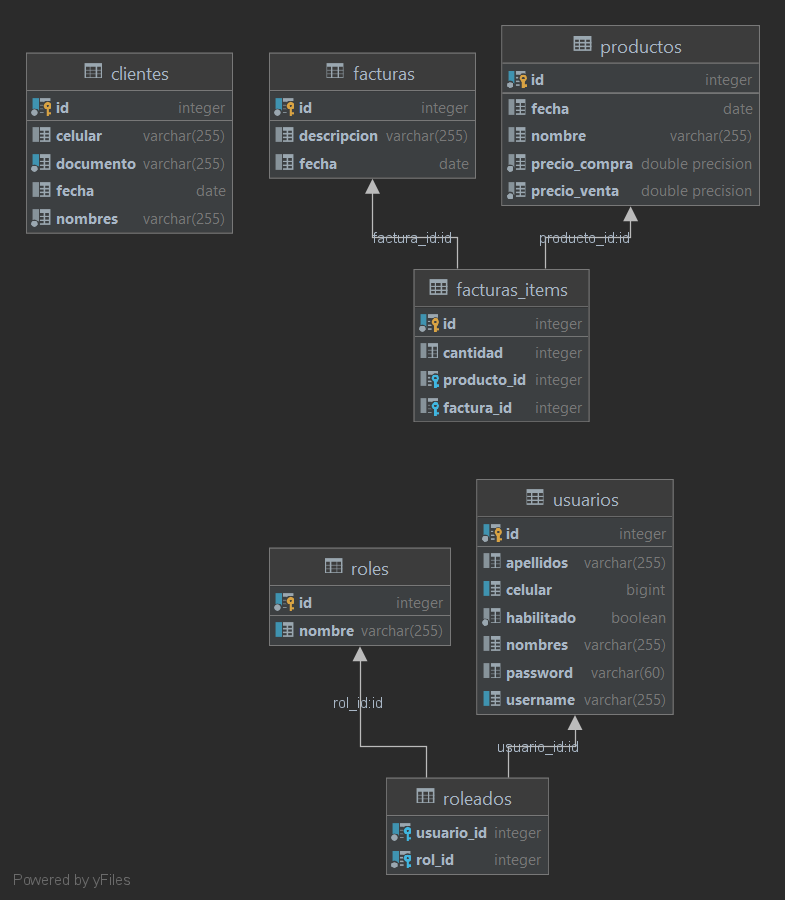 clientes
id integer
celular varchar(255)
documento varchar(255)
fecha date
nombres varchar(255)
facturas
id integer
descripcion varchar(255)
fecha date
productos
id integer
fecha date
nombre varchar(255)
precio_compra double precision
precio_venta double precision
factura_id:id
producto_id:id
facturas_items
id integer
cantidad integer
producto_id integer
factura_id integer
roles
id integer
nombre varchar(255)
usuarios
id integer
apellidos varchar(255)
celular bigint
habilitado boolean
nombres varchar(255)
password varchar(60)
username varchar(255)
rol_id:id
usuario_id:id
roleados
usuario_id integer
rol_id integer
Powered by yFiles